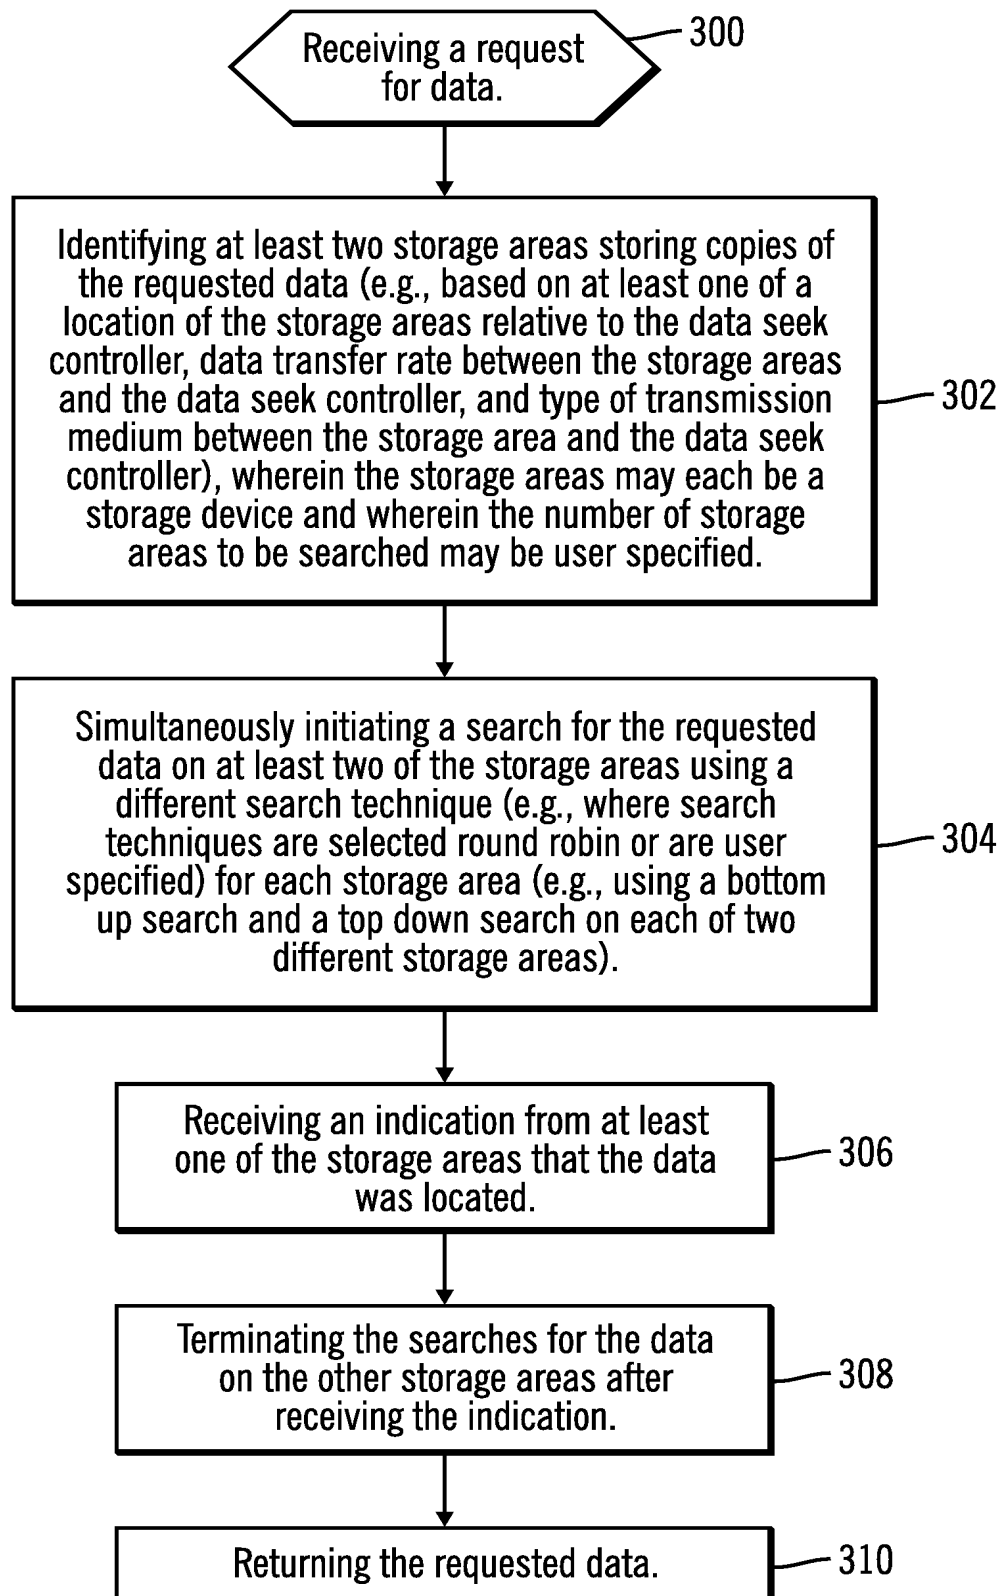 Receiving a request
for data.
300
Identifying at least two storage areas storing copies of
the requested data (e.g., based on at least one of a
location of the storage areas relative to the data seek
controller, data transfer rate between the storage areas
and the data seek controller, and type of transmission
medium between the storage area and the data seek
controller), wherein the storage areas may each be a
storage device and wherein the number of storage
areas to be searched may be user specified.
302
Simultaneously initiating a search for the requested
data on at least two of the storage areas using a
different search technique (e.g., where search
techniques are selected round robin or are user
specified) for each storage area (e.g., using a bottom
up search and a top down search on each of two
different storage areas).
304
Receiving an indication from at least
one of the storage areas that the data
was located.
306
Terminating the searches for the data
on the other storage areas after
receiving the indication.
308
Returning the requested data.
310